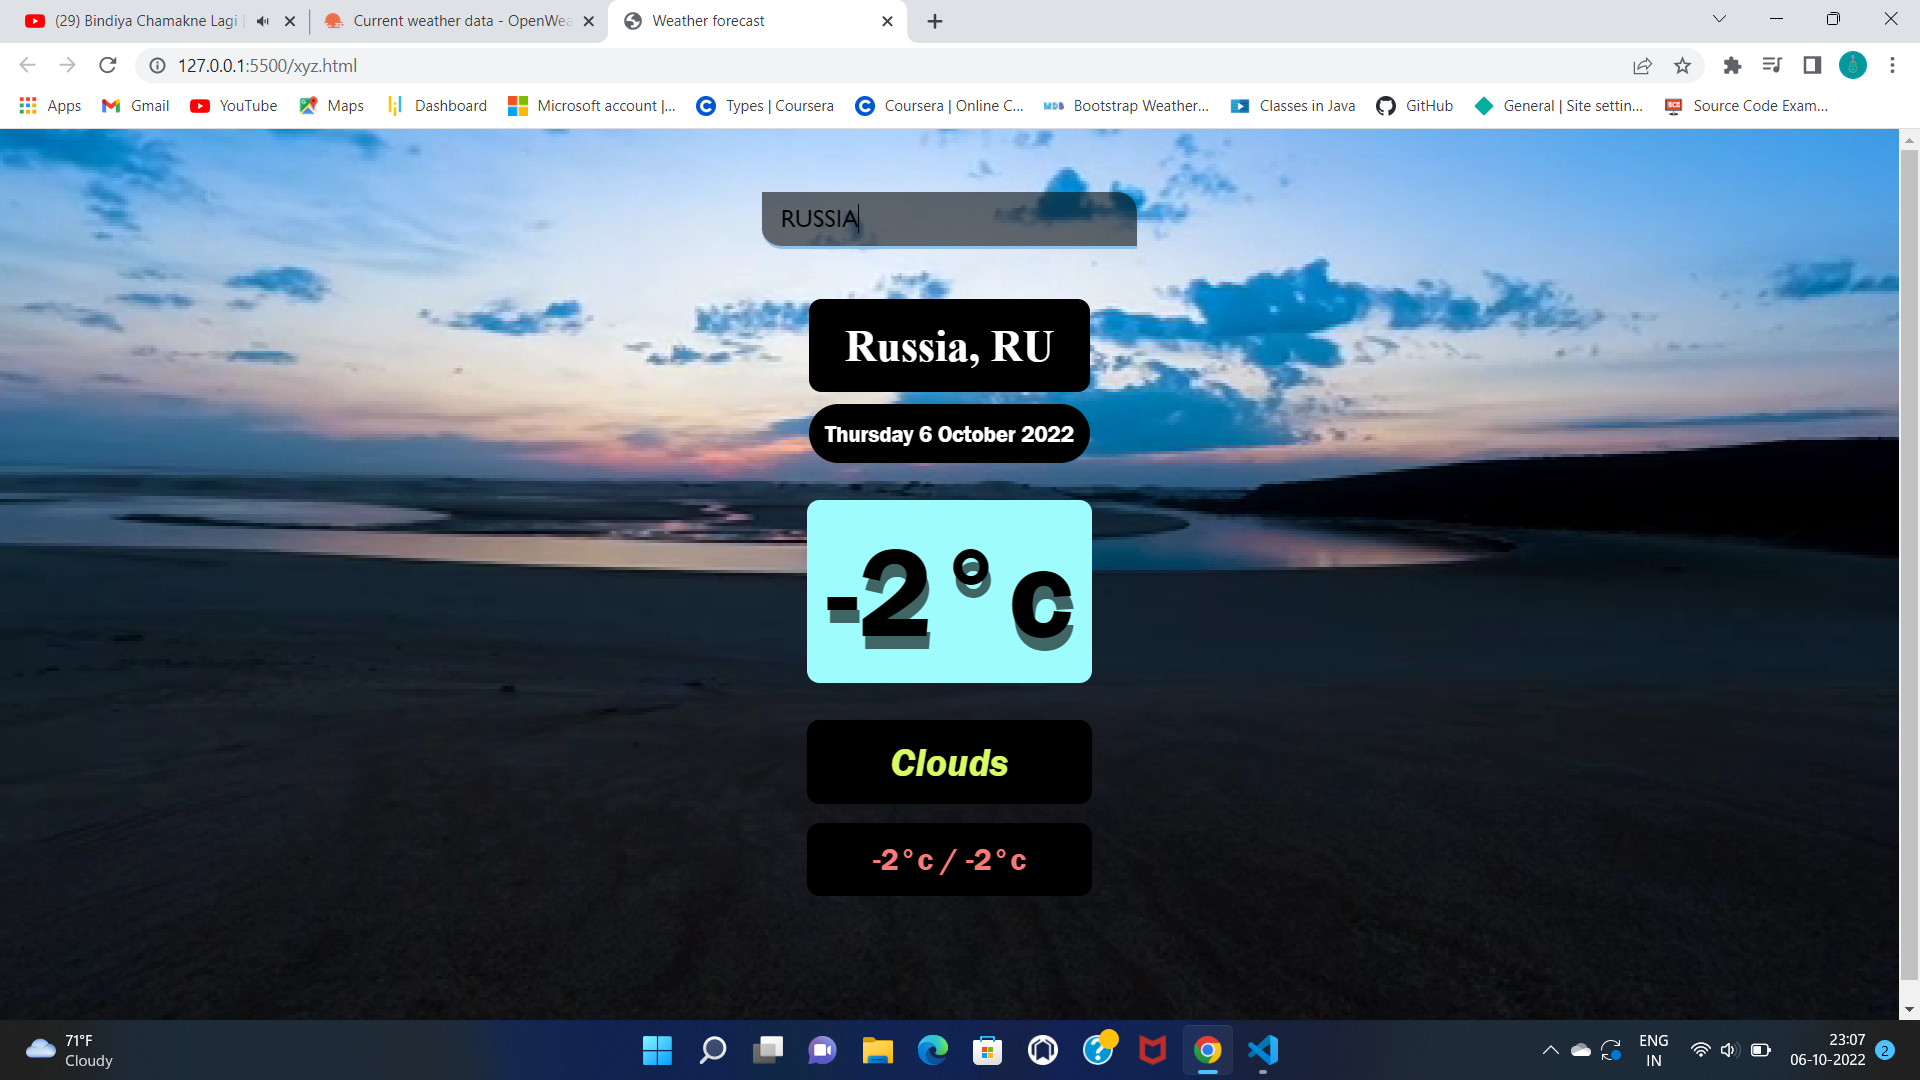 (29) Bindiya Chamakne Lagi
Current weather data - OpenWea
Weather forecast
127.0.0.1:5500/xyz.html
Apps
Gmail
YouTube
Maps
Dashboard
Microsoft account |...
Types | Coursera
Coursera | Online C...
MDB
Bootstrap Weather...
Classes in Java
GitHub
General | Site settin...
SCE
Source Code Exam...
RUSSIA
Russia, RU
Thursday 6 October 2022
-2°c
Clouds
-2°c / -2°c
71°F
Cloudy
ENG
IN
23:07
06-10-2022
2